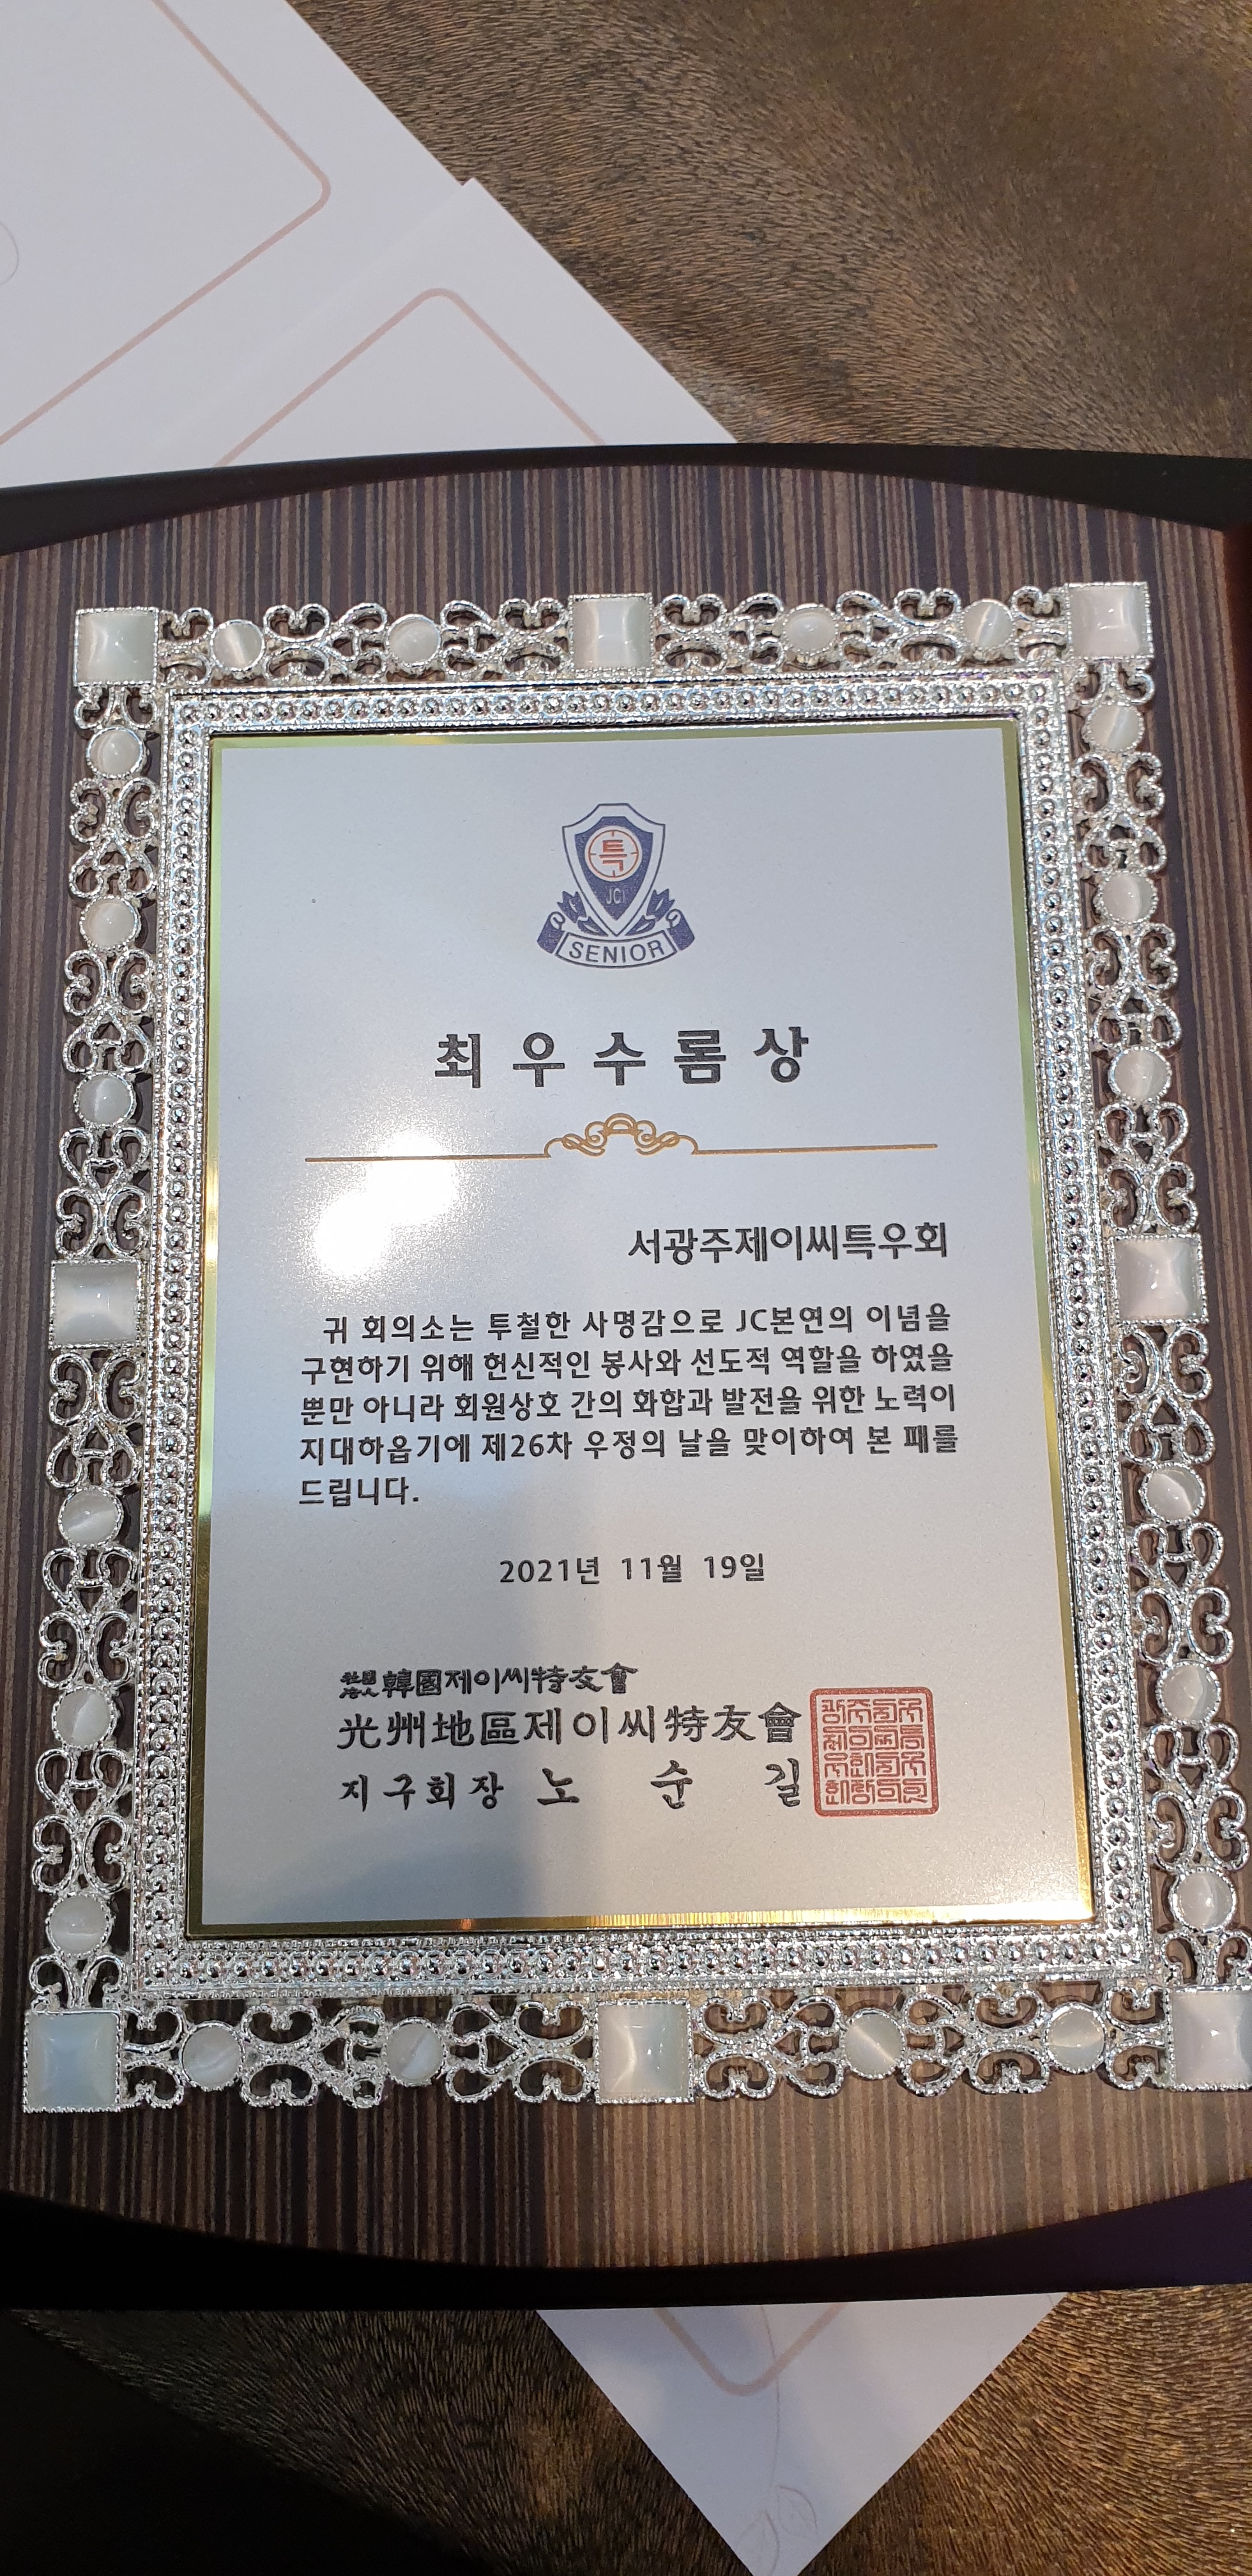 특
JCI
SENIOR
최우수롬상
서광주제이씨특우회
귀 회의소는 투철한 사명감으로 JC본연의 이념을
구현하기 위해 헌신적인 봉사와 선도적 역할을 하였을
뿐만 아니라 회원상호 간의 화합과 발전을 위한 노력이
지대하옵기에 제26차 우정의 날을 맞이하여 본 패를
드립니다.
2021년 11월 19일
社團法人 韓國제이씨特友會
光州地區제이씨特友會
지구회장 노 순 길